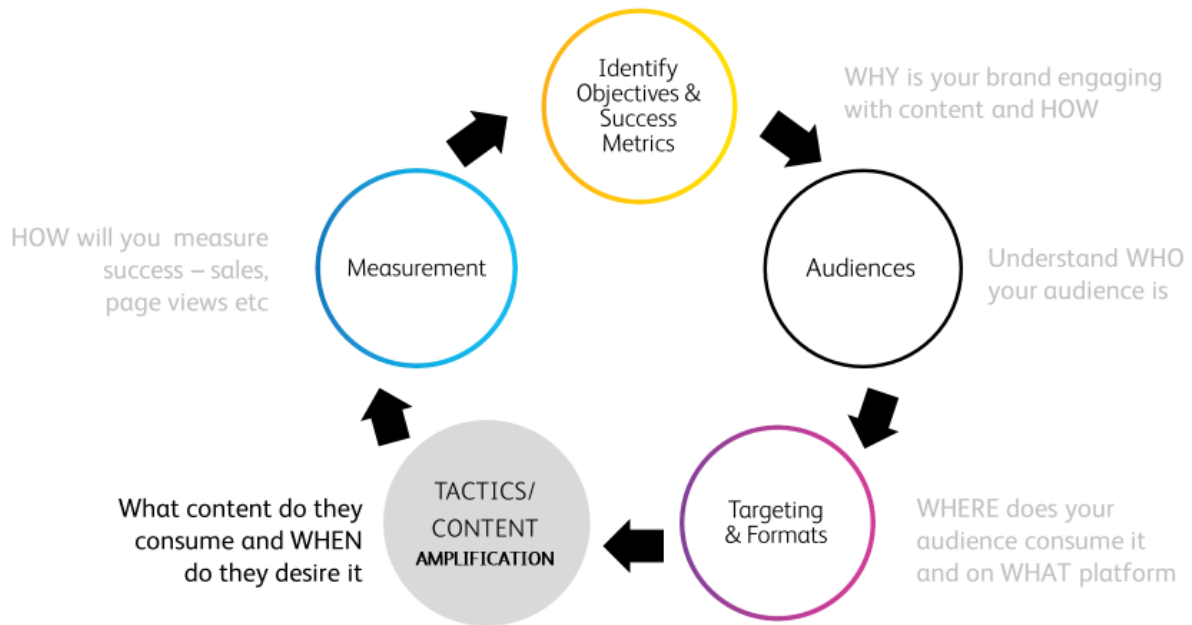 Identify
Objectives &
Success
Metrics
WHY is your brand engaging
with content and HOW
Audiences
Understand WHO
your audience is
Targeting
& Formats
WHERE does your
audience consume it
and on WHAT platform
TACTICS/
CONTENT
AMPLIFICATION
What content do they
consume and WHEN
do they desire it
Measurement
HOW will you  measure
success – sales,
page views etc